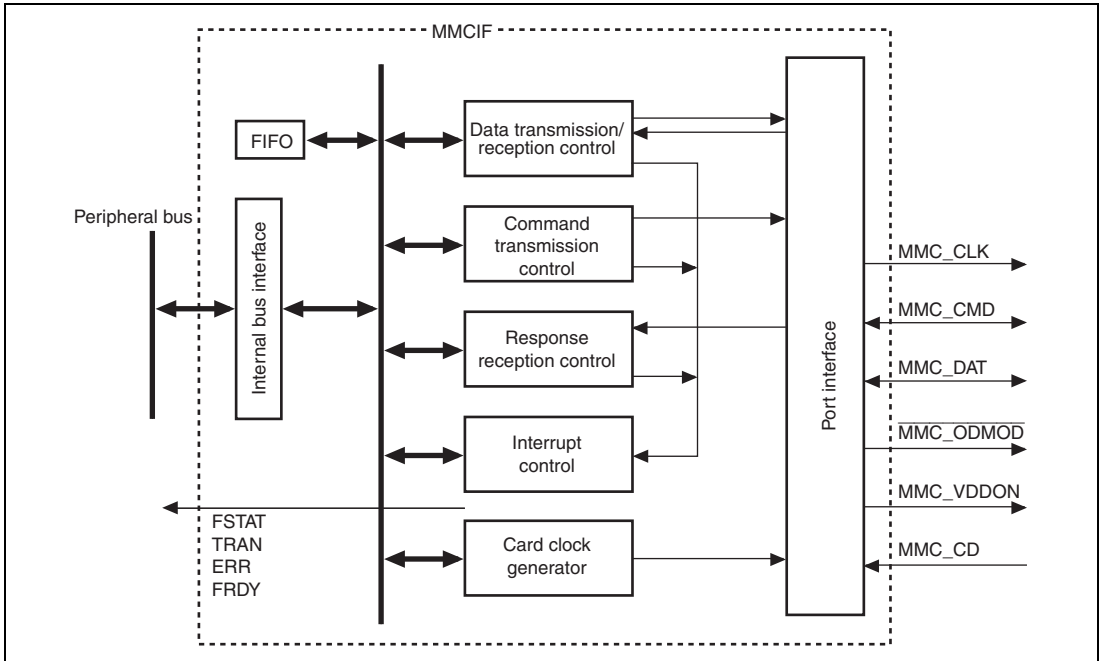 MMCIF
FIFO
Data transmission/
reception control
Peripheral bus
Internal bus interface
Command
transmission
control
Response
reception control
Interrupt
control
FSTAT
TRAN
ERR
FRDY
Card clock
generator
Port interface
MMC_CLK
MMC_CMD
MMC_DAT
MMC_ODMOD
MMC_VDDON
MMC_CD